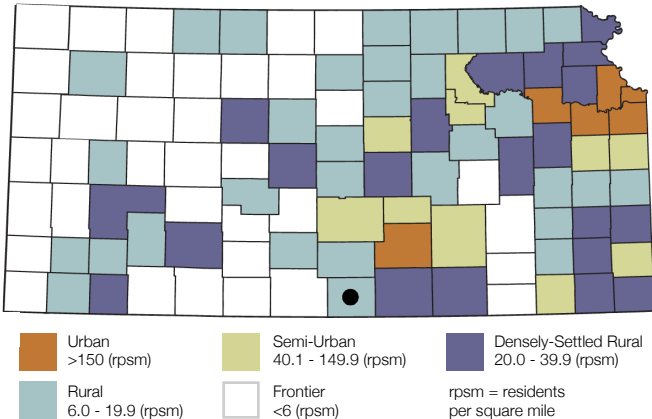 Urban
>150 (rpsm)
Semi-Urban
40.1 - 149.9 (rpsm)
Densely-Settled Rural
20.0 - 39.9 (rpsm)
Rural
6.0 - 19.9 (rpsm)
Frontier
<6 (rpsm)
rpsm = residents
per square mile